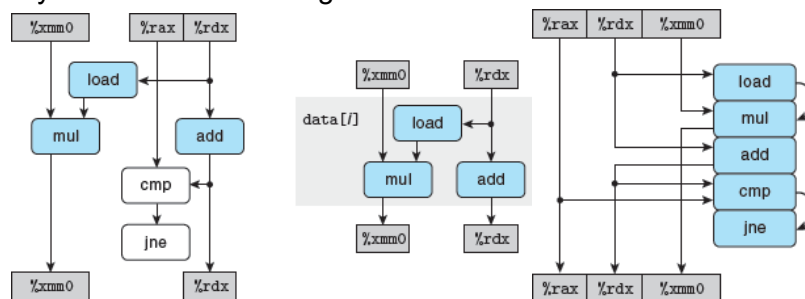 %xmm0 %rax %rdx
load
mul add
cmp
jne
%xmm0 %rdx
%xmm0 %rdx
data[i]
load
mul add
%xmm0 %rdx
%rax %rdx %xmm0
load
mul
add
cmp
jne
%rax %rdx %xmm0